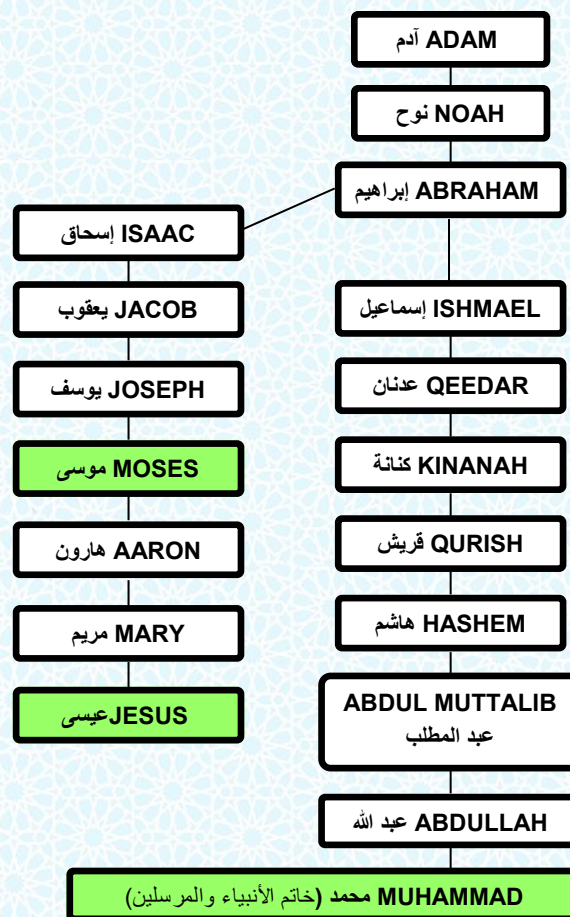 ADAM آدم
NOAH نوح
ABRAHAM إبراهيم
ISAAC إسحاق
JACOB يعقوب
JOSEPH يوسف
MOSES موسى
AARON هارون
MARY مريم
JESUSعيسى
ISHMAEL إسماعيل
QEEDAR عدنان
KINANAH كنانة
QURISH قريش
HASHEM هاشم
ABDUL MUTTALIB
عبد المطلب
ABDULLAH عبد الله
MUHAMMAD محمد (خاتم الأنبياء والمرسلين)